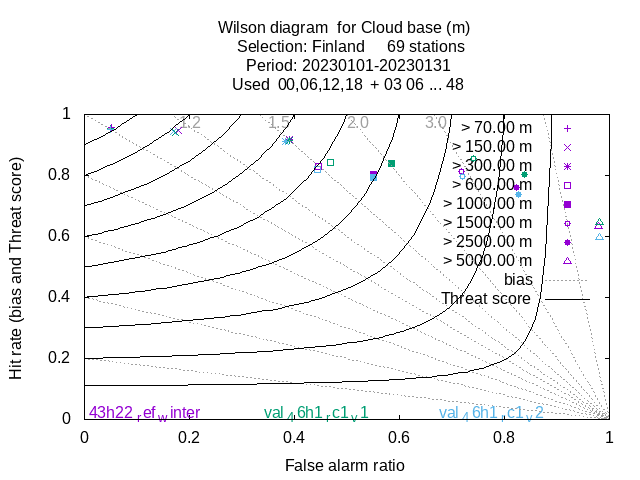 Wilson diagram  for Cloud base (m)
Selection: Finland     69 stations
Period: 20230101-20230131
Used  00,06,12,18  + 03 06 ... 48
Hit rate (bias and Threat score)
1
0.8
0.6
0.4
0.2
0
1.2
1.5
2.0
3.0
> 70.00 m
> 150.00 m
> 300.00 m
> 600.00 m
> 1000.00 m
> 1500.00 m
> 2500.00 m
> 5000.00 m
bias
Threat score
43h22refwinter
val46h1rc1v1
val46h1rc1v2
0 0.2 0.4 0.6 0.8 1
False alarm ratio